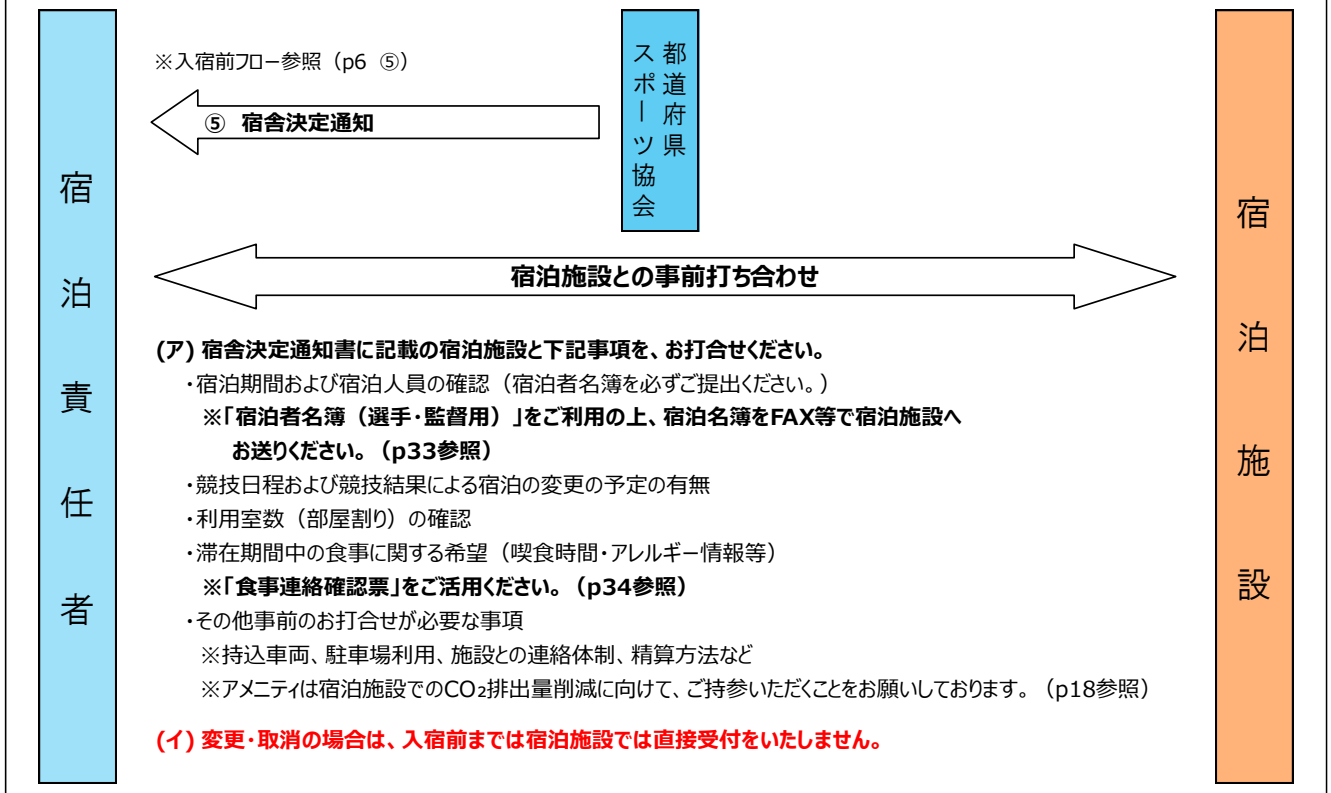 宿泊責任者
※入宿前フロー参照（p6 ⑤）
都道府県
スポーツ協会
⑤ 宿舎決定通知
宿泊施設
宿泊施設との事前打ち合わせ
(ア) 宿舎決定通知書に記載の宿泊施設と下記事項を、お打合せください。
・宿泊期間および宿泊人員の確認（宿泊者名簿を必ずご提出ください。）
※「宿泊者名簿（選手・監督用）」をご利用の上、宿泊名簿をFAX等で宿泊施設へ
お送りください。（p33参照）
・競技日程および競技結果による宿泊の変更の予定の有無
・利用室数（部屋割り）の確認
・滞在期間中の食事に関する希望（喫食時間・アレルギー情報等）
※「食事連絡確認票」をご活用ください。（p34参照）
・その他事前のお打合せが必要な事項
※持込車両、駐車場利用、施設との連絡体制、精算方法など
※アメニティは宿泊施設でのCO₂排出量削減に向けて、ご持参いただくことをお願いしております。（p18参照）
(イ) 変更・取消の場合は、入宿前までは宿泊施設では直接受付をいたしません。